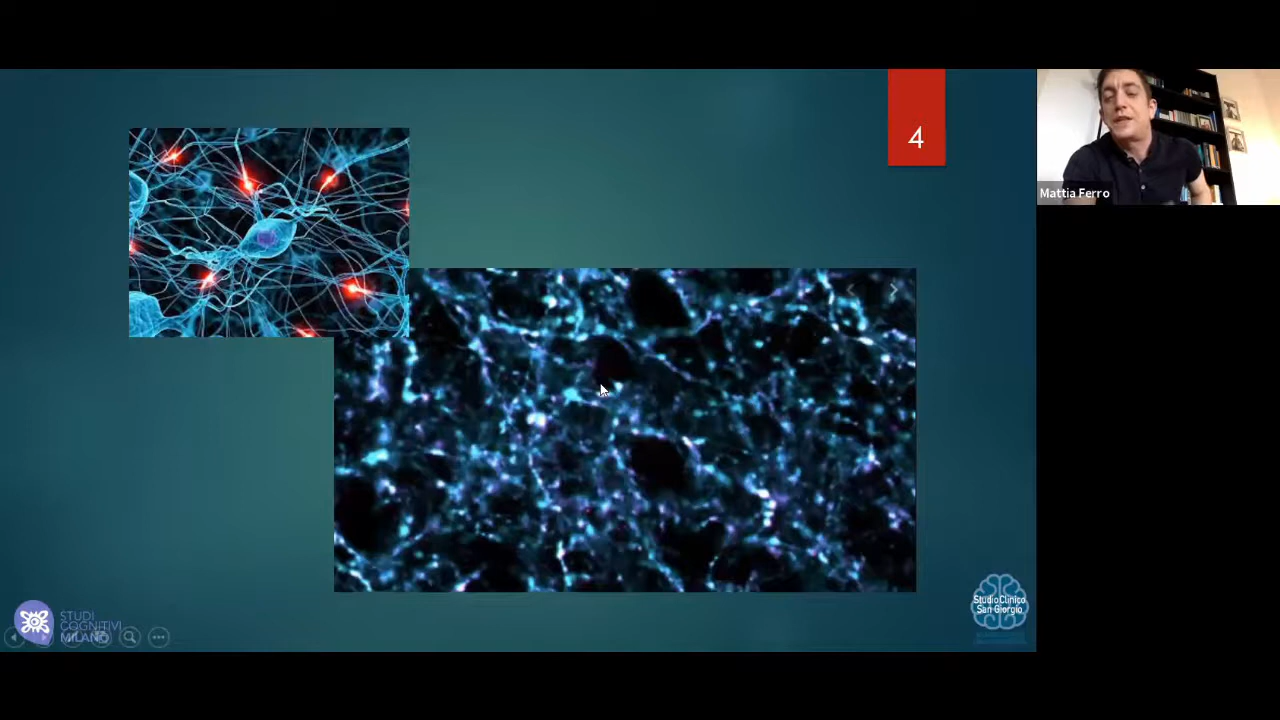 4
Mattia Ferro
STUDI
COGNITIVI
MILANO
Studio Clinico
San Giorgio